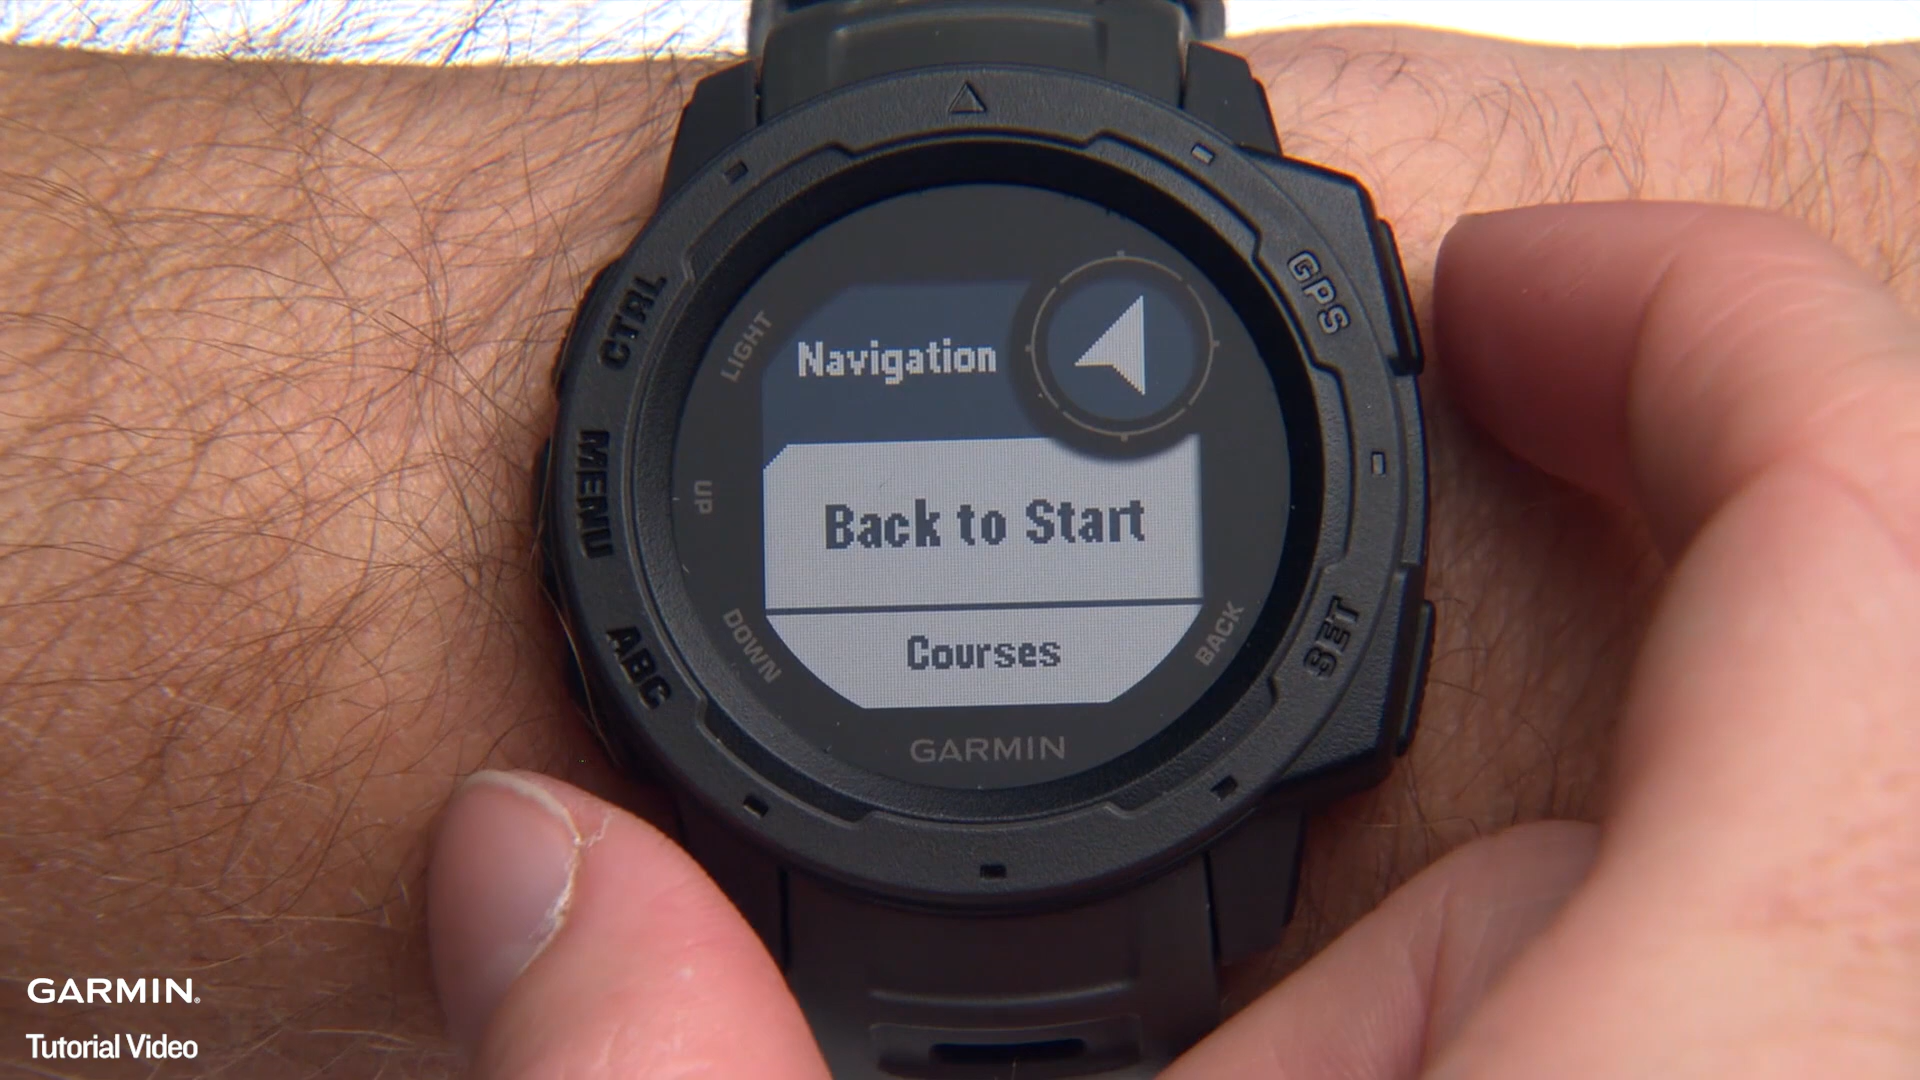 CTRL
LIGHT
GPS
Navigation
MENU
UP
Back to Start
ABC
DOWN
Courses
BACK
SET
GARMIN
GARMIN.
Tutorial Video